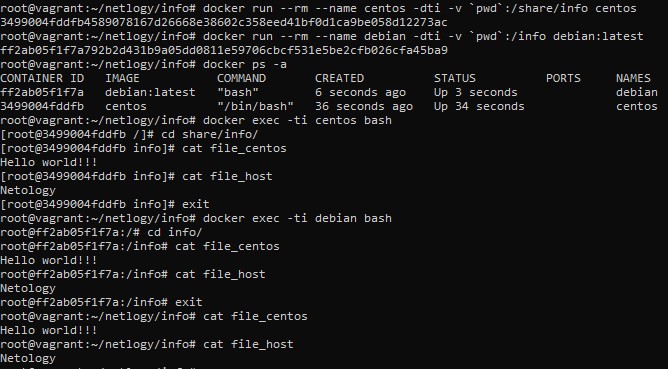 root@vagrant:~/netlogy/info# docker run --rm --name centos -dti -v `pwd`:/share/info centos
3499004fddfb4589078167d26668e38602c358eed41bf0d1ca9be058d12273ac
root@vagrant:~/netlogy/info# docker run --rm --name debian -dti -v `pwd`:/info debian:latest
ff2ab05f1f7a792b2d431b9a05dd0811e59706cbcf531e5be2cfb026cfa45ba9
root@vagrant:~/netlogy/info# docker ps -a
CONTAINER ID   IMAGE           COMMAND       CREATED          STATUS          PORTS     NAMES
ff2ab05f1f7a   debian:latest   "bash"        6 seconds ago    Up 3 seconds              debian
3499004fddfb   centos          "/bin/bash"   36 seconds ago   Up 34 seconds             centos
root@vagrant:~/netlogy/info# docker exec -ti centos bash
[root@3499004fddfb /]# cd share/info/
[root@3499004fddfb info]# cat file_centos
Hello world!!!
[root@3499004fddfb info]# cat file_host
Netology
[root@3499004fddfb info]# exit
root@vagrant:~/netlogy/info# docker exec -ti debian bash
root@ff2ab05f1f7a:/# cd info/
root@ff2ab05f1f7a:/info# cat file_centos
Hello world!!!
root@ff2ab05f1f7a:/info# cat file_host
Netology
root@ff2ab05f1f7a:/info# exit
root@vagrant:~/netlogy/info# cat file_centos
Hello world!!!
root@vagrant:~/netlogy/info# cat file_host
Netology